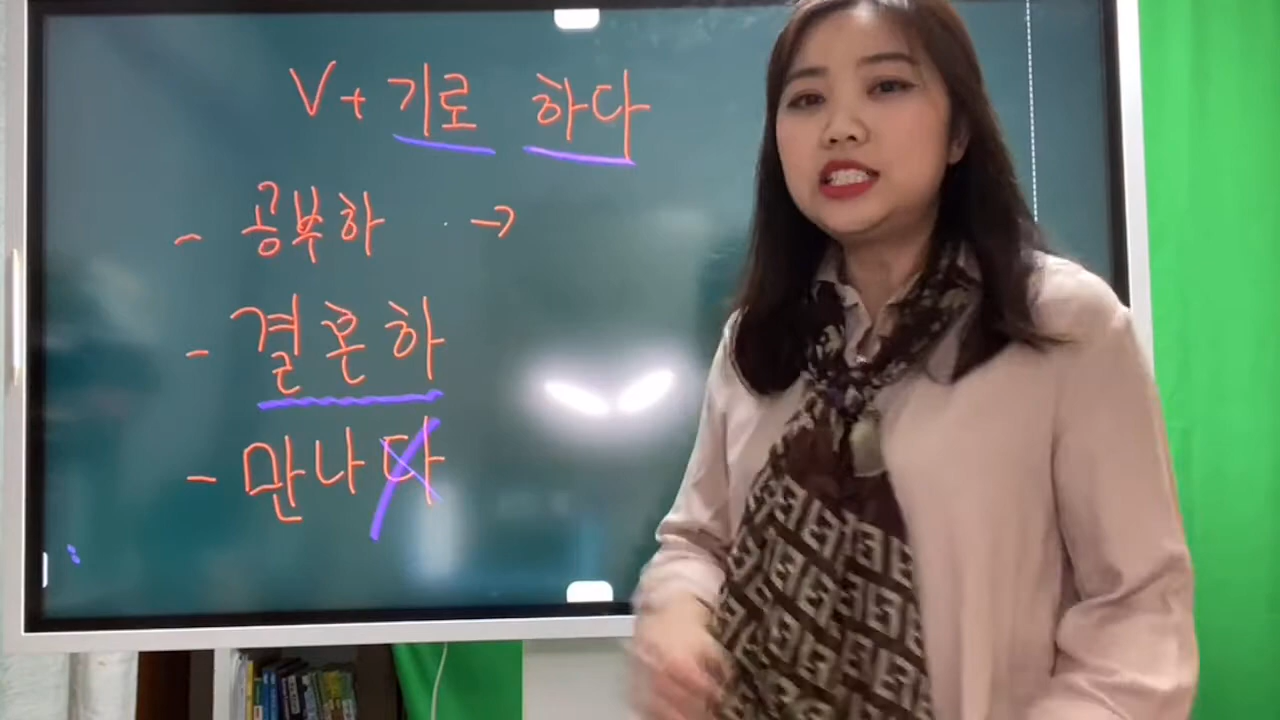 V + 기로 하다
- 공부하 →
- 결혼하
- 만나다